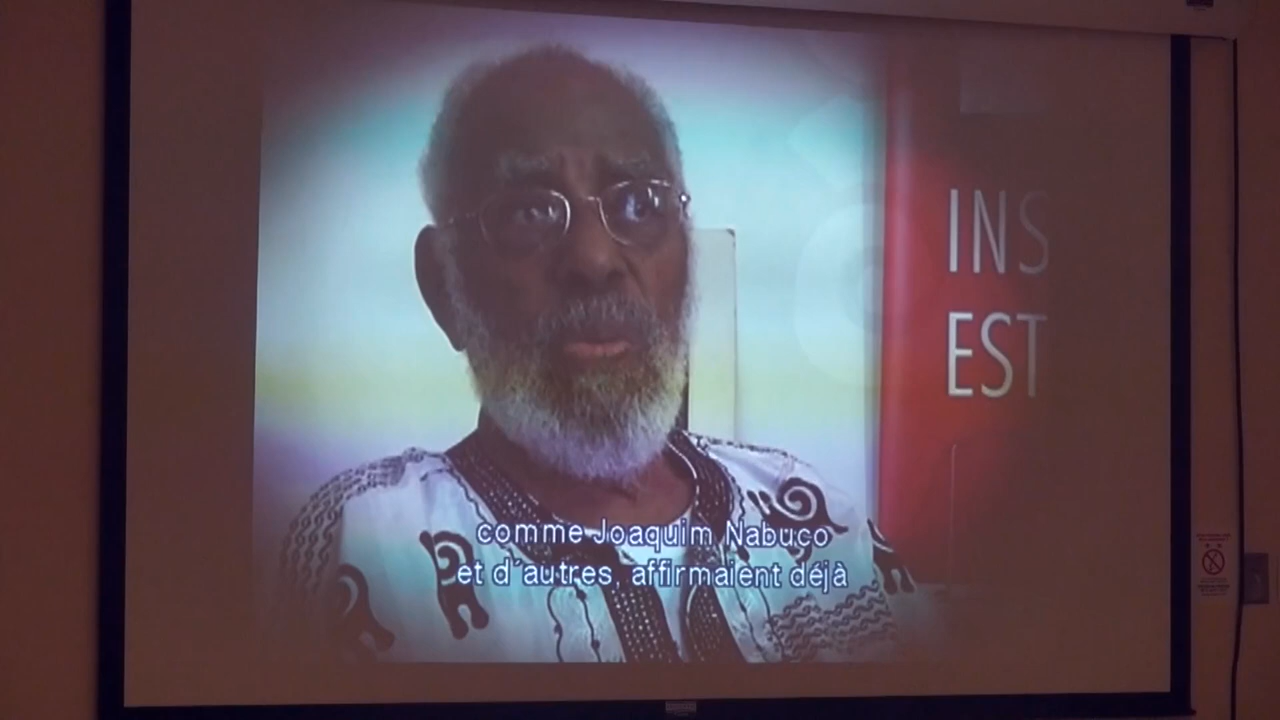 INS
EST
comme Joaquim Nabuco
et d'autres, affirmaient déjà